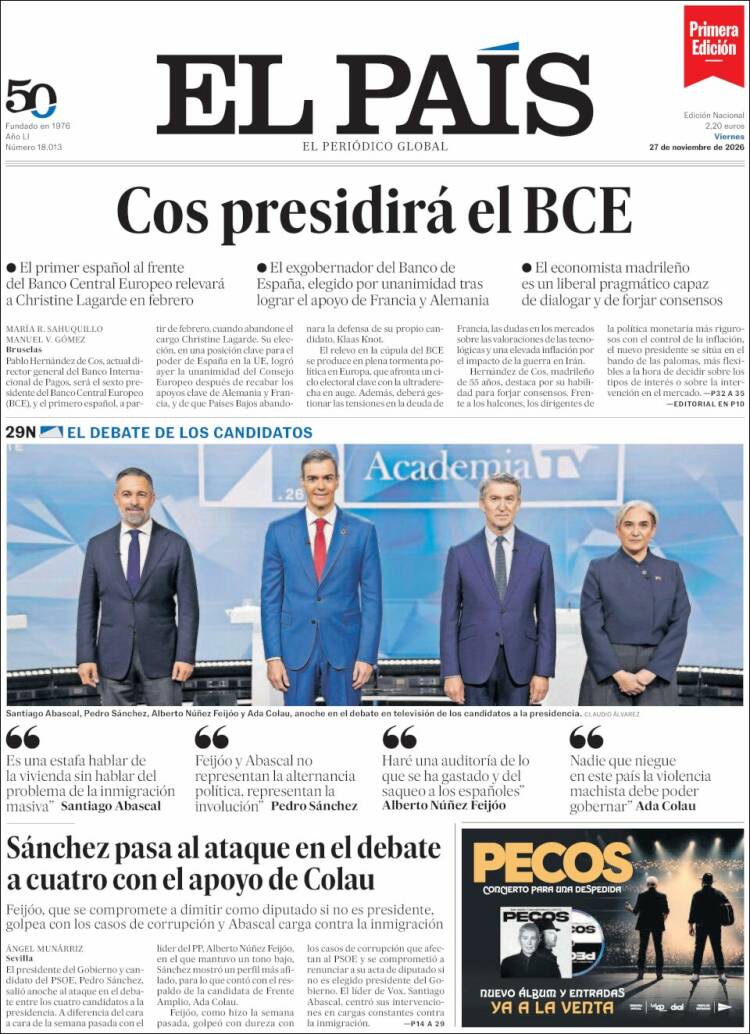 Primera
Edición
50
Fundado en 1976
Año LI
Número 18.013
EL PAÍS
EL PERIÓDICO GLOBAL
Edición Nacional
2,20 euros
Viernes
27 de noviembre de 2026
Cos presidirá el BCE
● El primer español al frente
del Banco Central Europeo relevará
a Christine Lagarde en febrero
● El exgobernador del Banco de
España, elegido por unanimidad tras
lograr el apoyo de Francia y Alemania
● El economista madrileño
es un liberal pragmático capaz
de dialogar y de forjar consensos
MARÍA R. SAHUQUILLO
MANUEL V. GÓMEZ
Bruselas
Pablo Hernández de Cos, actual di-
rector general del Banco Interna-
cional de Pagos, será el sexto presi-
dente del Banco Central Europeo
(BCE), y el primero español, a par-
tir de febrero, cuando abandone el
cargo Christine Lagarde. Su elec-
ción, en una posición clave para el
poder de España en la UE, logró
ayer la unanimidad del Consejo
Europeo después de recabar los
apoyos clave de Alemania y Fran-
cia, y de que Países Bajos abando-
nara la defensa de su propio can-
didato, Klaas Knot.
El relevo en la cúpula del BCE
se produce en plena tormenta po-
lítica en Europa, que afronta un ci-
clo electoral clave con la ultradere-
cha en auge. Además, deberá ges-
tionar las tensiones en la deuda de
Francia, las dudas en los mercados
sobre las valoraciones de las tecno-
lógicas y una elevada inflación por
el impacto de la guerra en Irán.
Hernández de Cos, madrileño
de 55 años, destaca por su habili-
dad para forjar consensos. Fren-
te a los halcones, los dirigentes de
la política monetaria más riguro-
sos con el control de la inflación,
el nuevo presidente se sitúa en el
bando de las palomas, más flexi-
bles a la hora de decidir sobre los
tipos de interés o sobre la inter-
vención en el mercado. —P32 A 35
—EDITORIAL EN P10
29N EL DEBATE DE LOS CANDIDATOS
.26
Academia TV
Santiago Abascal, Pedro Sánchez, Alberto Núñez Feijóo y Ada Colau, anoche en el debate en televisión de los candidatos a la presidencia. CLAUDIO ÁLVAREZ
“
Es una estafa hablar de
la vivienda sin hablar del
problema de la inmigración
masiva” Santiago Abascal
“
Feijóo y Abascal no
representan la alternancia
política, representan la
involución” Pedro Sánchez
“
Haré una auditoría de lo
que se ha gastado y del
saqueo a los españoles”
Alberto Núñez Feijóo
“
Nadie que niegue
en este país la violencia
machista debe poder
gobernar” Ada Colau
Sánchez pasa al ataque en el debate
a cuatro con el apoyo de Colau
Feijóo, que se compromete a dimitir como diputado si no es presidente,
golpea con los casos de corrupción y Abascal carga contra la inmigración
ÁNGEL MUNÁRRIZ
Sevilla
El presidente del Gobierno y can-
didato del PSOE, Pedro Sánchez,
salió anoche al ataque en el deba-
te entre los cuatro candidatos a la
presidencia. A diferencia del cara
a cara de la semana pasada con el
líder del PP, Alberto Núñez Feijóo,
en el que mantuvo un tono bajo,
Sánchez mostró un perfil más afi-
lado, para lo que contó con el res-
paldo de la candidata de Frente
Amplio, Ada Colau.
Feijóo, como hizo la semana
pasada, golpeó con dureza con
los casos de corrupción que afec-
tan al PSOE y se comprometió a
renunciar a su acta de diputado si
no es elegido presidente del Go-
bierno. El líder de Vox, Santiago
Abascal, centró sus intervencio-
nes en cargas constantes contra
la inmigración. —P14 A 29
PECOS
CONCIERTO PARA UNA DESPEDIDA
PECOS
PEC
NUEVO ÁLBUM Y ENTRADAS
YA A LA VENTA
dial